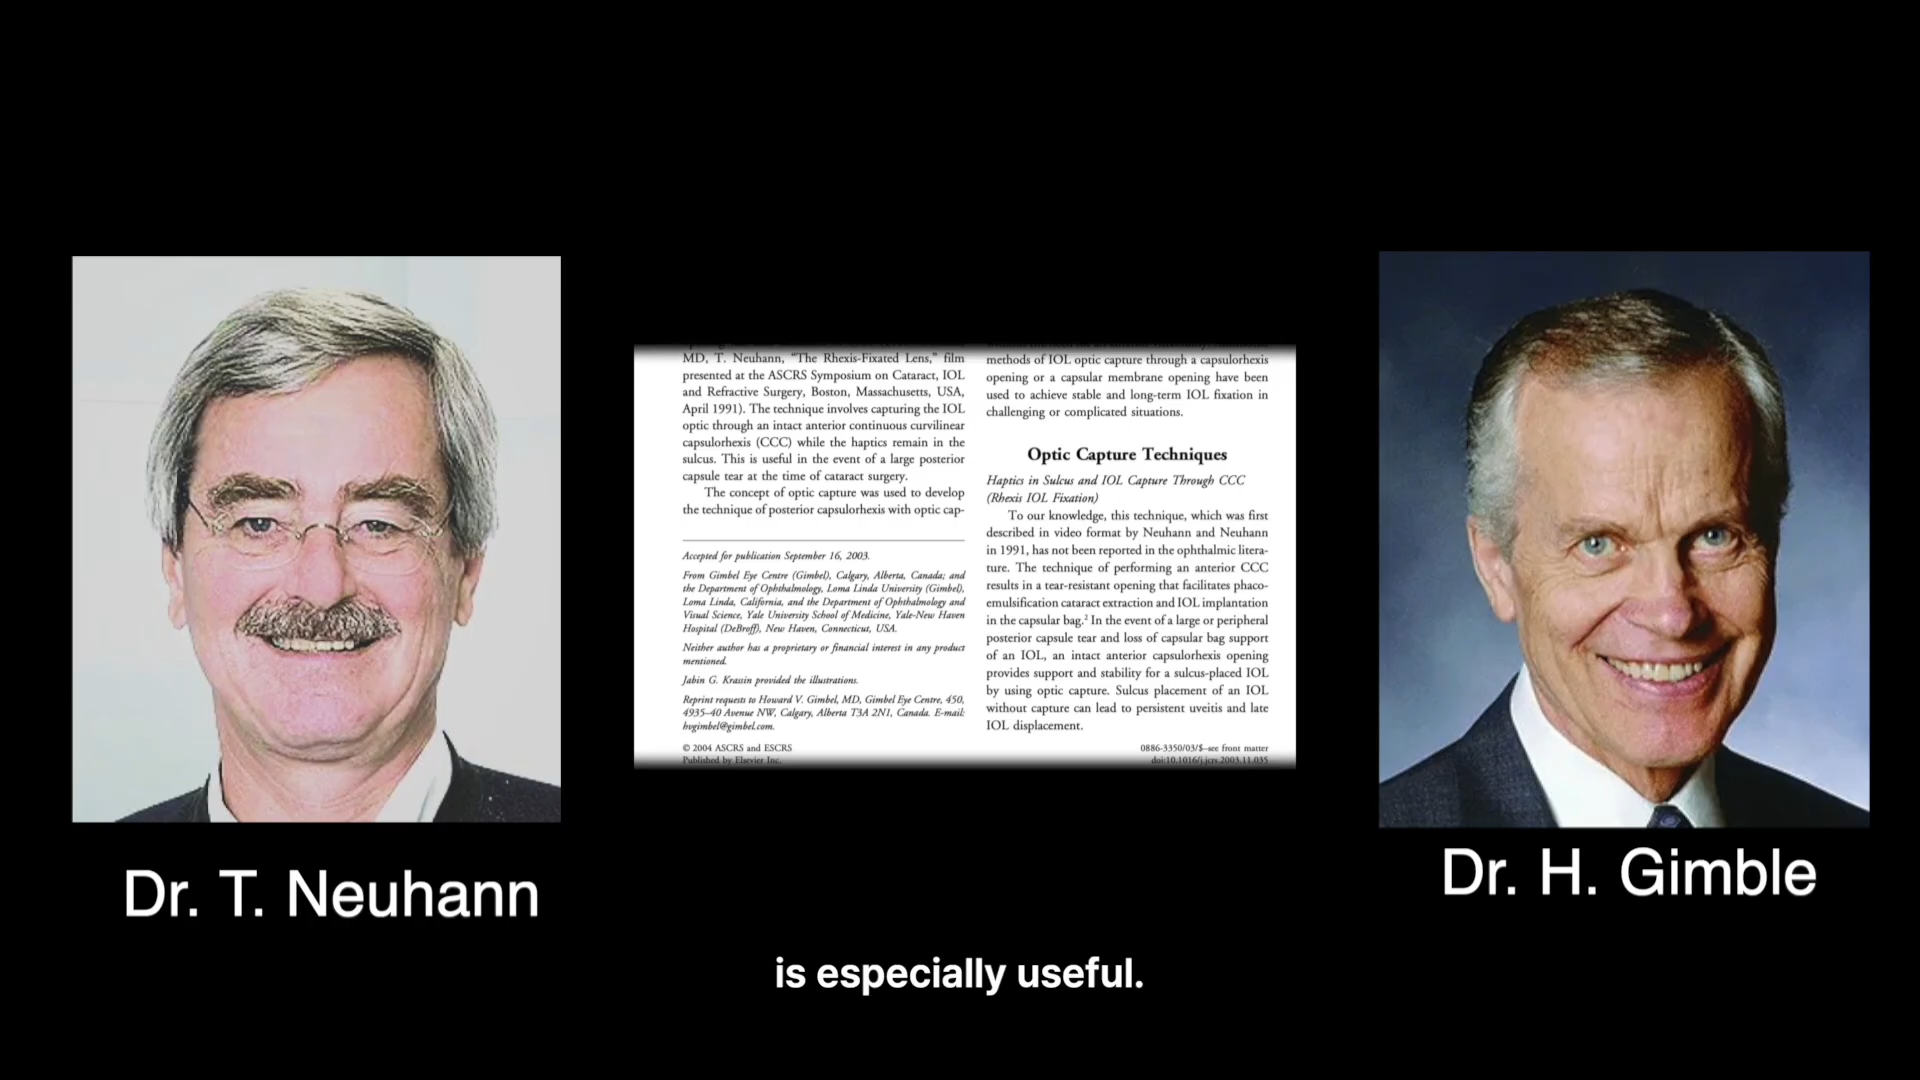 MD, T. Neuhann, “The Rhexis-Fixated Lens,” film
presented at the ASCRS Symposium on Cataract, IOL
and Refractive Surgery, Boston, Massachusetts, USA,
April 1991). The technique involves capturing the IOL
optic through an intact anterior continuous curvilinear
capsulorhexis (CCC) while the haptics remain in the
sulcus. This is useful in the event of a large posterior
capsule tear at the time of cataract surgery.
The concept of optic capture was used to develop
the technique of posterior capsulorhexis with optic cap-
Accepted for publication September 16, 2003.
From Gimbel Eye Centre (Gimbel), Calgary, Alberta, Canada; and
the Department of Ophthalmology, Loma Linda University (Gimbel),
Loma Linda, California, and the Department of Ophthalmology and
Visual Science, Yale University School of Medicine, Yale-New Haven
Hospital (DeBroff), New Haven, Connecticut, USA.
Neither author has a proprietary or financial interest in any product
mentioned.
Jabin G. Krassin provided the illustrations.
Reprint requests to Howard V. Gimbel, MD, Gimbel Eye Centre, 450,
4935–40 Avenue NW, Calgary, Alberta T3A 2N1, Canada. E-mail:
hvgimbel@gimbel.com.
© 2004 ASCRS and ESCRS
Published by Elsevier Inc.
methods of IOL optic capture through a capsulorhexis
opening or a capsular membrane opening have been
used to achieve stable and long-term IOL fixation in
challenging or complicated situations.
Optic Capture Techniques
Haptics in Sulcus and IOL Capture Through CCC
(Rhexis IOL Fixation)
To our knowledge, this technique, which was first
described in video format by Neuhann and Neuhann
in 1991, has not been reported in the ophthalmic litera-
ture. The technique of performing an anterior CCC
results in a tear-resistant opening that facilitates phaco-
emulsification cataract extraction and IOL implantation
in the capsular bag.² In the event of a large or peripheral
posterior capsule tear and loss of capsular bag support
of an IOL, an intact anterior capsulorhexis opening
provides support and stability for a sulcus-placed IOL
by using optic capture. Sulcus placement of an IOL
without capture can lead to persistent uveitis and late
IOL displacement.
0886-3350/03/$–see front matter
doi:10.1016/j.jcrs.2003.11.035
Dr. T. Neuhann
Dr. H. Gimble
is especially useful.